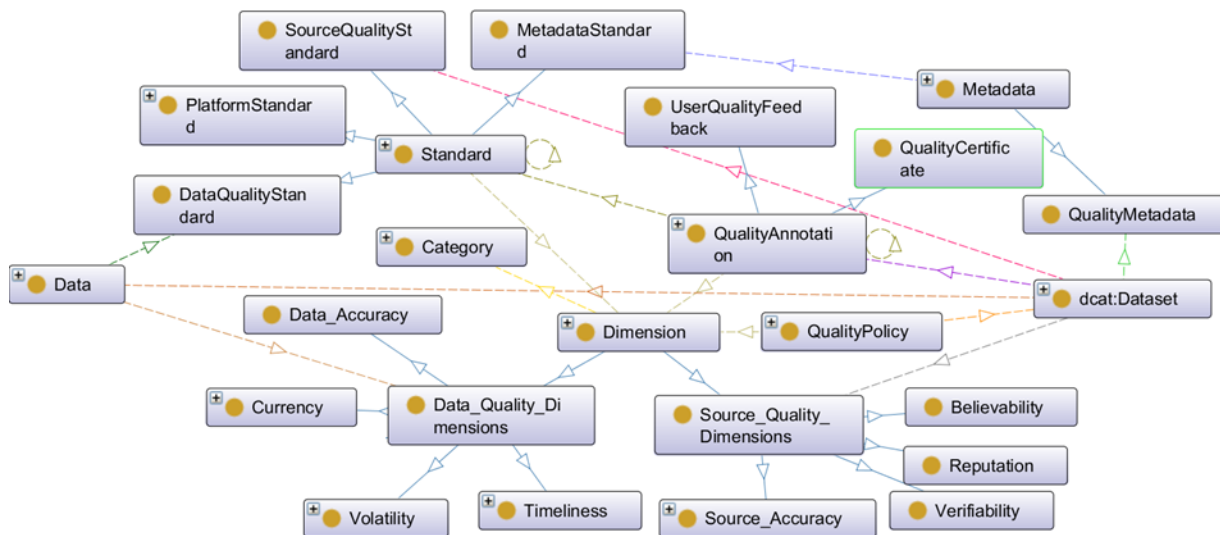 SourceQualitySt
andard
MetadataStandar
d
PlatformStandar
d
Metadata
UserQualityFeed
back
Standard
QualityCertific
ate
DataQualityStan
dard
QualityMetadata
Category
QualityAnnotati
on
Data
dcat:Dataset
Data_Accuracy
Dimension
QualityPolicy
Currency
Data_Quality_Di
mensions
Source_Quality_
Dimensions
Believability
Reputation
Volatility
Timeliness
Source_Accuracy
Verifiability